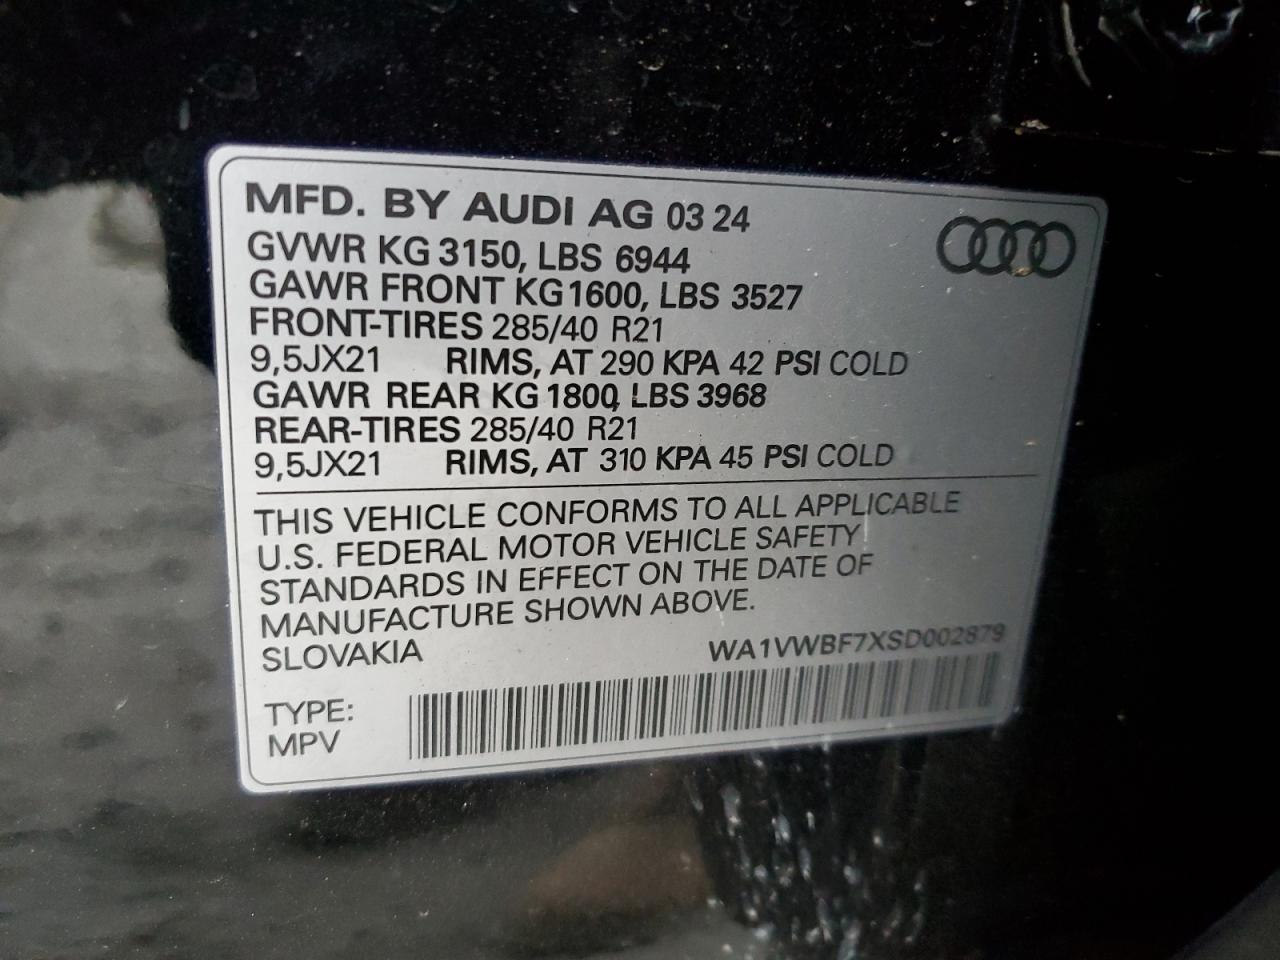 MFD. BY AUDI AG 03 24
GVWR KG 3150, LBS 6944
GAWR FRONT KG1600, LBS 3527
FRONT-TIRES 285/40 R21
9,5JX21 RIMS, AT 290 KPA 42 PSI COLD
GAWR REAR KG 1800, LBS 3968
REAR-TIRES 285/40 R21
9,5JX21 RIMS, AT 310 KPA 45 PSI COLD
THIS VEHICLE CONFORMS TO ALL APPLICABLE
U.S. FEDERAL MOTOR VEHICLE SAFETY
STANDARDS IN EFFECT ON THE DATE OF
MANUFACTURE SHOWN ABOVE.
SLOVAKIA WA1VWBF7XSD002879
TYPE:
MPV